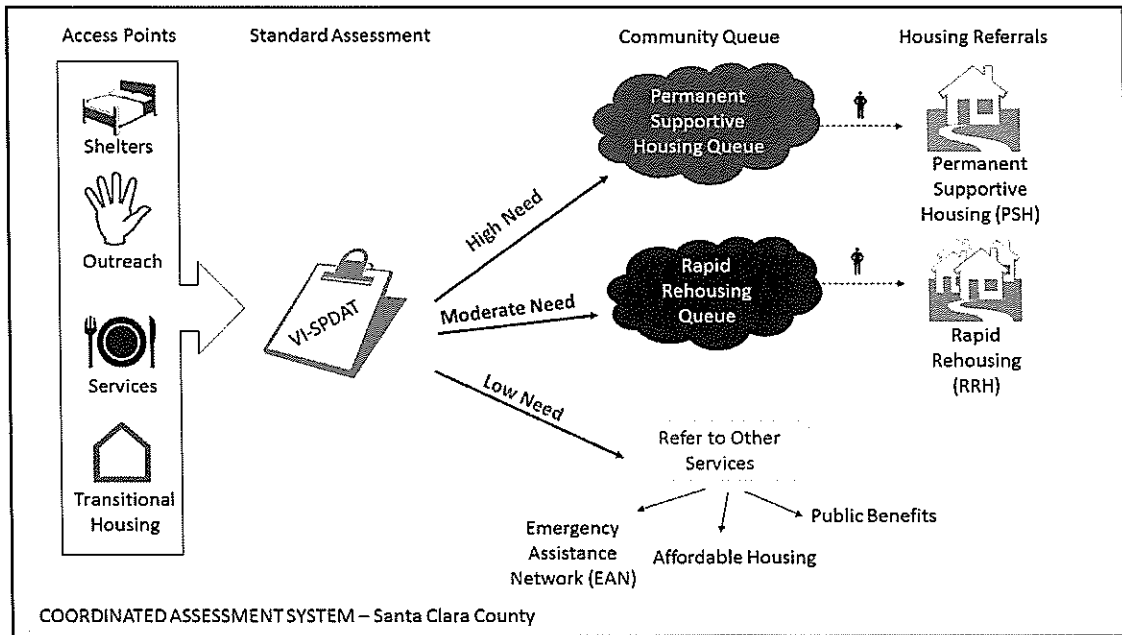 Access Points
Standard Assessment
Community Queue
Housing Referrals
Shelters
Outreach
Services
Transitional
Housing
VI-SPDAT
High Need
Moderate Need
Low Need
Permanent
Supportive
Housing Queue
Permanent
Supportive
Housing (PSH)
Rapid
Rehousing
Queue
Rapid
Rehousing
(RRH)
Refer to Other
Services
Emergency
Assistance
Network (EAN)
Affordable Housing
Public Benefits
COORDINATED ASSESSMENT SYSTEM – Santa Clara County